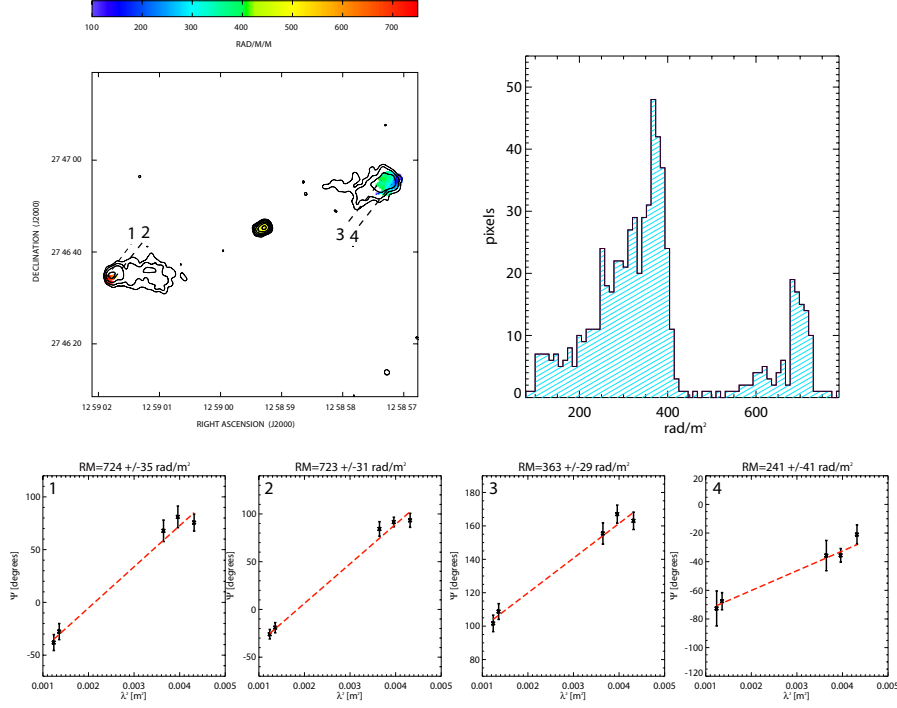 100 200 300 400 500 600 700
RAD/M/M
DECLINATION (J2000)
27 47 00
27 46 40
27 46 20
1 2
3 4
12 59 02 12 59 01 12 59 00 12 58 59 12 58 58 12 58 57
RIGHT ASCENSION (J2000)
pixels
50
40
30
20
10
0
200 400 600
rad/m²
RM=724 +/-35 rad/m²
1
Ψ [degrees]
100
50
0
-50
0.001 0.002 0.003 0.004 0.005
λ² [m²]
RM=723 +/-31 rad/m²
2
Ψ [degrees]
100
50
0
-50
0.001 0.002 0.003 0.004 0.005
λ² [m²]
RM=363 +/-29 rad/m²
3
Ψ [degrees]
180
160
140
120
100
80
0.001 0.002 0.003 0.004 0.005
λ² [m²]
RM=241 +/-41 rad/m²
4
Ψ [degrees]
-20
-40
-60
-80
-100
-120
0.001 0.002 0.003 0.004 0.005
λ² [m²]